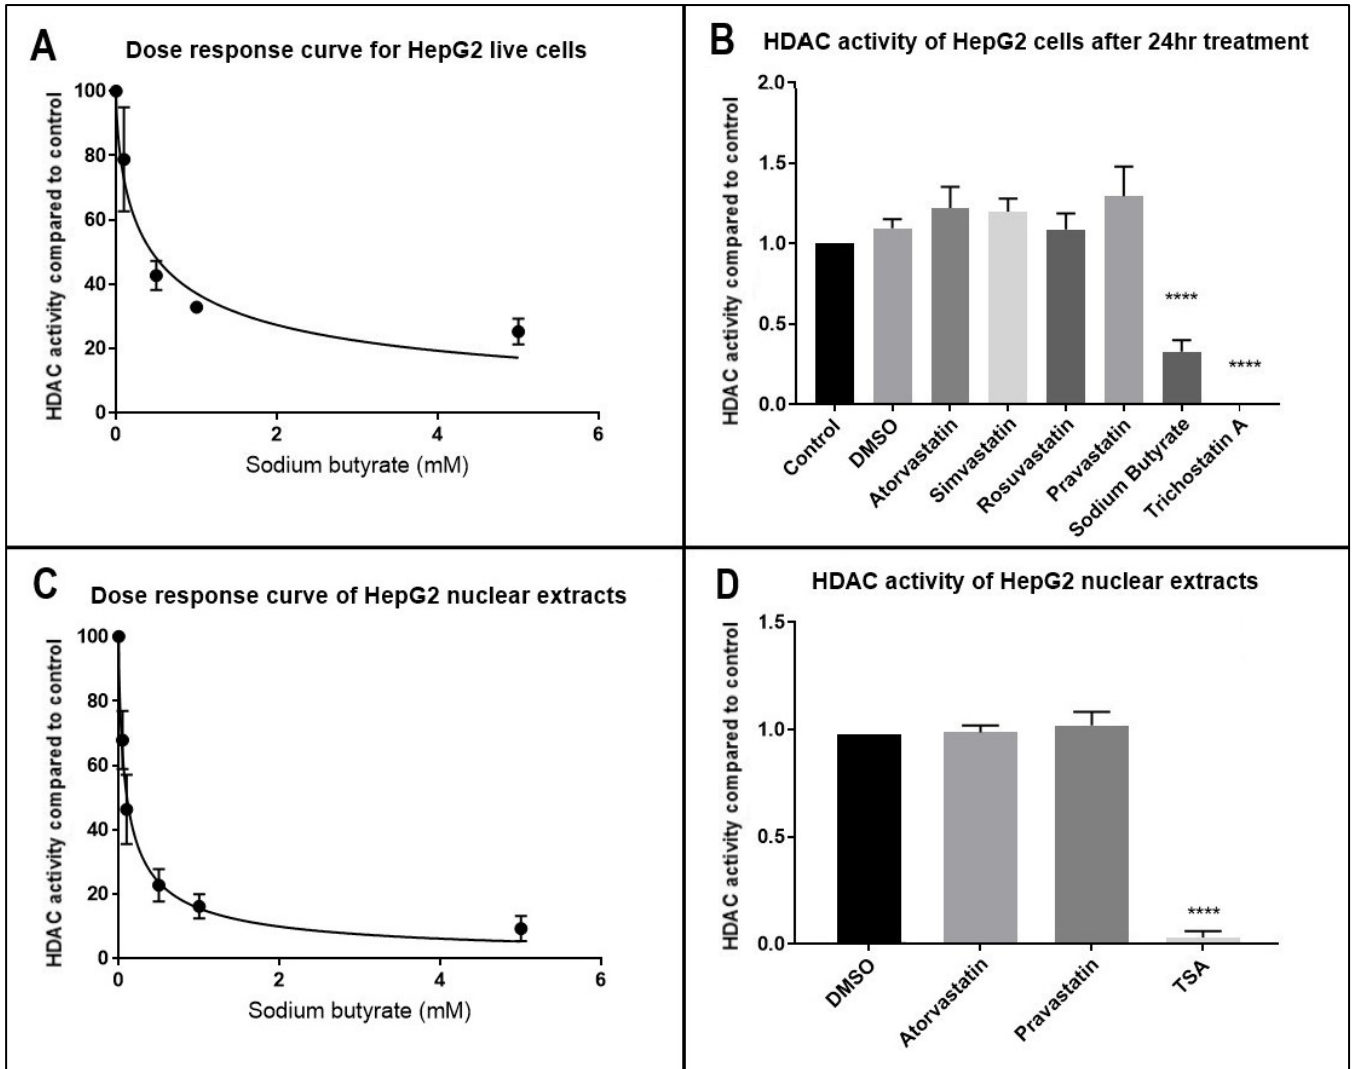 A
Dose response curve for HepG2 live cells
HDAC activity compared to control
100
80
60
40
20
0
0 2 4 6
Sodium butyrate (mM)
B
HDAC activity of HepG2 cells after 24hr treatment
HDAC activity compared to control
2.0
1.5
1.0
0.5
0.0
****
****
Control
DMSO
Atorvastatin
Simvastatin
Rosuvastatin
Pravastatin
Sodium Butyrate
Trichostatin A
C
Dose response curve of HepG2 nuclear extracts
HDAC activity compared to control
100
80
60
40
20
0
0 2 4 6
Sodium butyrate (mM)
D
HDAC activity of HepG2 nuclear extracts
HDAC activity compared to control
1.5
1.0
0.5
0.0
****
DMSO
Atorvastatin
Pravastatin
TSA